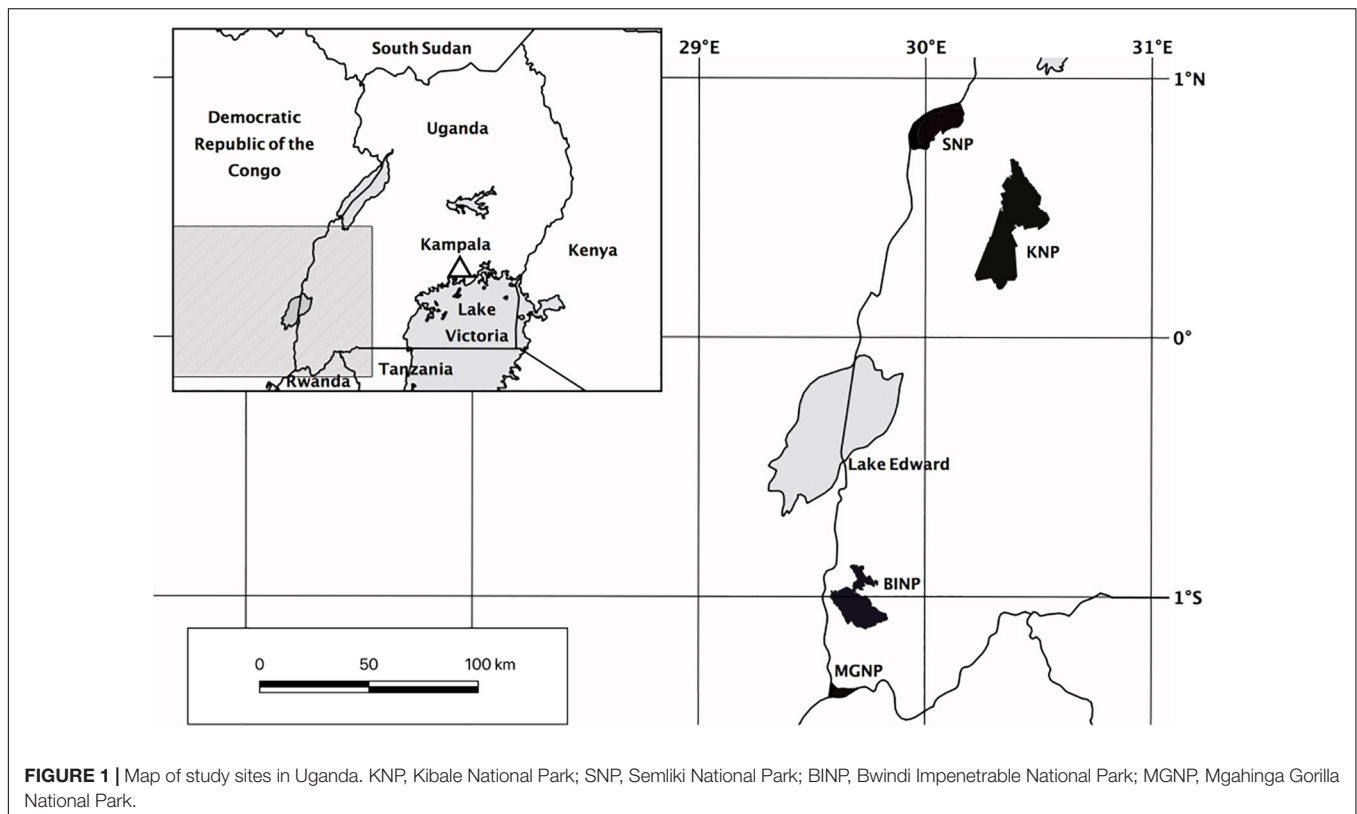 South Sudan
Democratic
Republic of the
Congo
Uganda
Kampala
Kenya
Lake
Victoria
Tanzania
Rwanda
29°E
30°E
31°E
1°N
SNP
KNP
0°
Lake Edward
BINP
1°S
MGNP
0 50 100 km
FIGURE 1 | Map of study sites in Uganda. KNP, Kibale National Park; SNP, Semliki National Park; BINP, Bwindi Impenetrable National Park; MGNP, Mgahinga Gorilla
National Park.